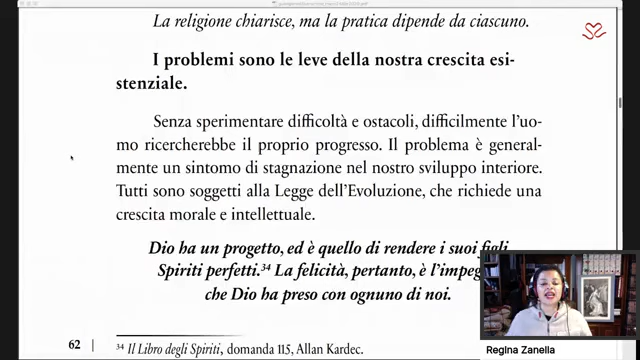 La religione chiarisce, ma la pratica dipende da ciascuno.
I problemi sono le leve della nostra crescita esi-
stenziale.
Senza sperimentare difficoltà e ostacoli, difficilmente l'uo-
mo ricercherebbe il proprio progresso. Il problema è general-
mente un sintomo di stagnazione nel nostro sviluppo interiore.
Tutti sono soggetti alla Legge dell'Evoluzione, che richiede una
crescita morale e intellettuale.
Dio ha un progetto, ed è quello di rendere i suoi figli
Spiriti perfetti.³⁴ La felicità, pertanto, è l'impeg
che Dio ha preso con ognuno di noi.
62 |
³⁴ Il Libro degli Spiriti, domanda 115, Allan Kardec.
Regina Zanella